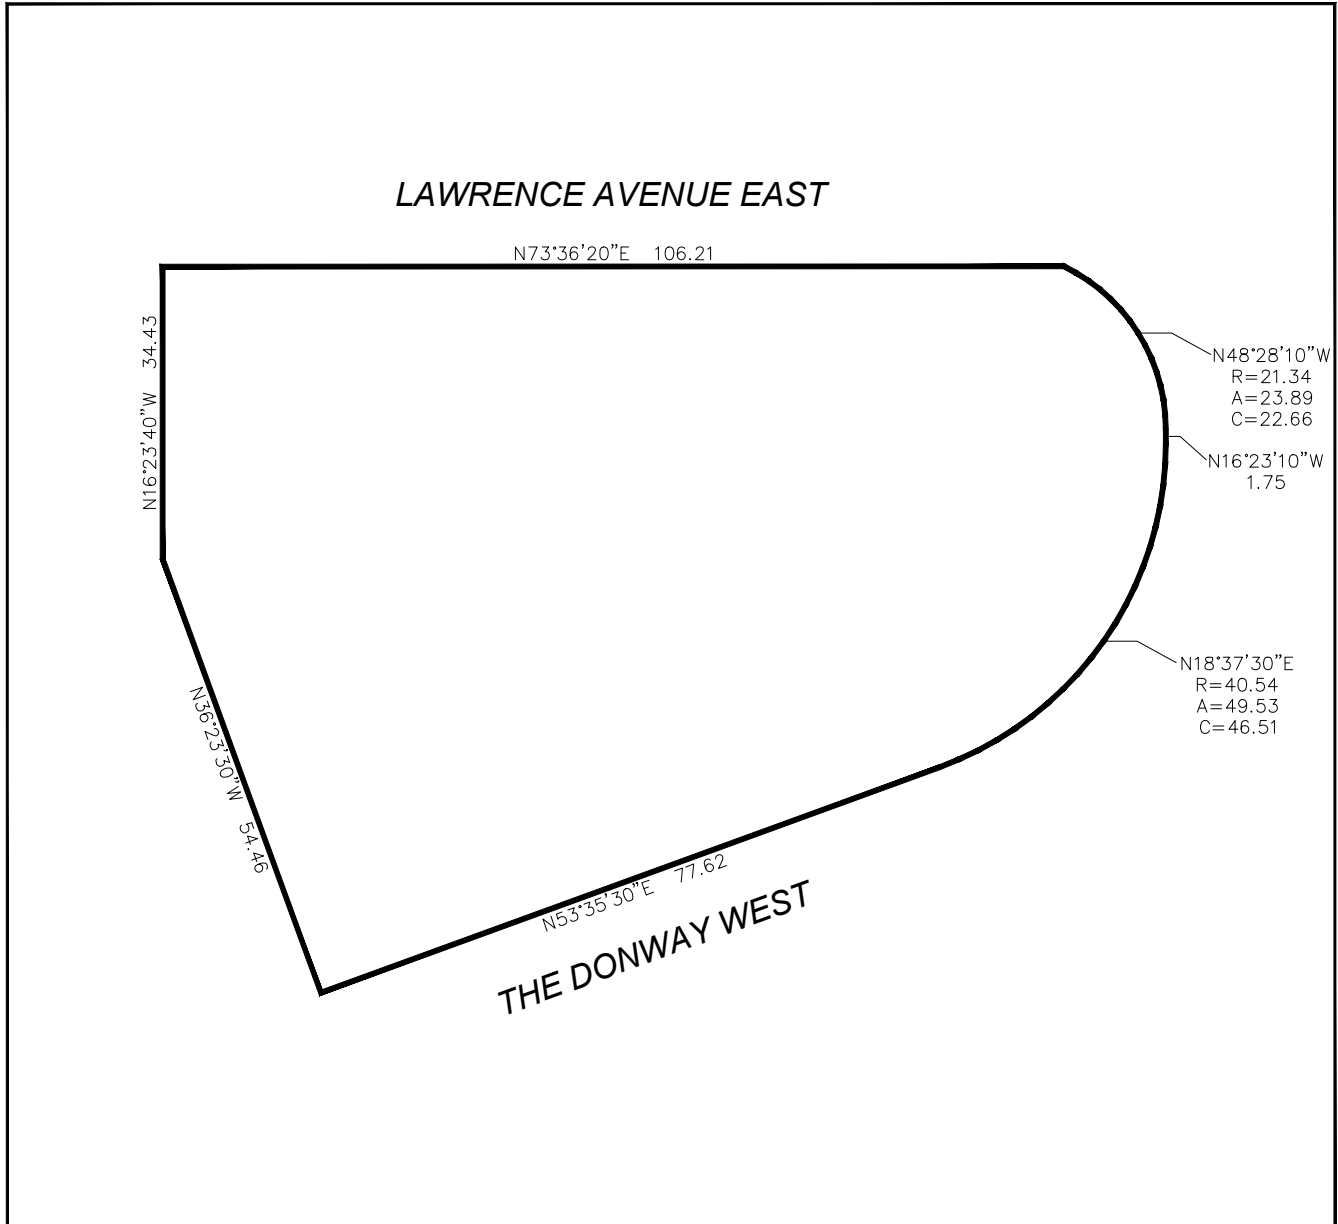 LAWRENCE AVENUE EAST
N73°36'20"E 106.21
N16°23'40"W 34.43
N48°28'10"W
R=21.34
A=23.89
C=22.66
N16°23'10"W
1.75
N18°37'30"E
R=40.54
A=49.53
C=46.51
N36°23'30"W 54.46
N53°35'30"E 77.62
THE DONWAY WEST